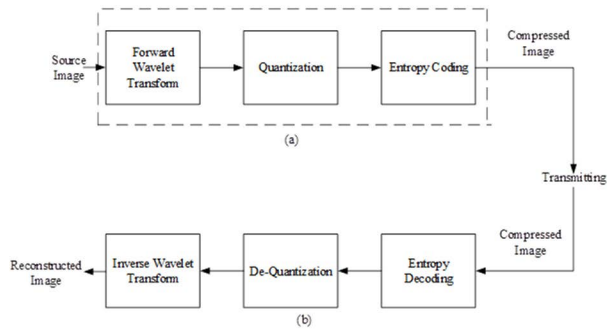 Source
Image
Forward
Wavelet
Transform
Quantization
Entropy Coding
Compressed
Image
(a)
Transmitting
Compressed
Image
Entropy
Decoding
De-Quantization
Inverse Wavelet
Transform
Reconstructed
Image
(b)